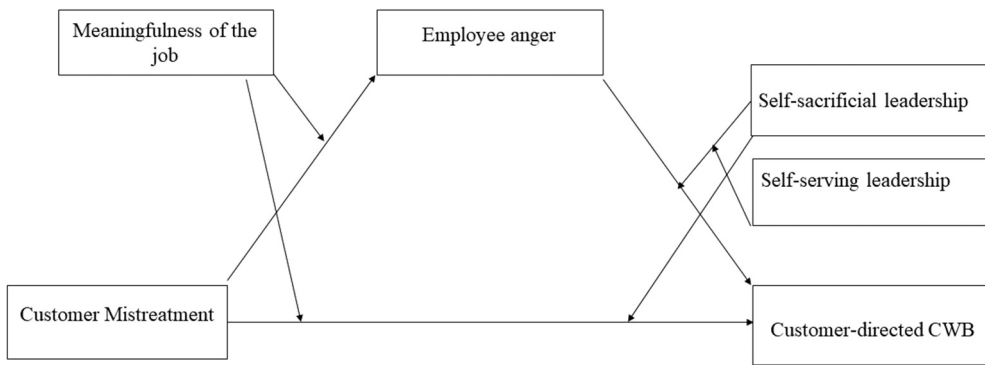 Meaningfulness of the
job
Employee anger
Self-sacrificial leadership
Self-serving leadership
Customer Mistreatment
Customer-directed CWB